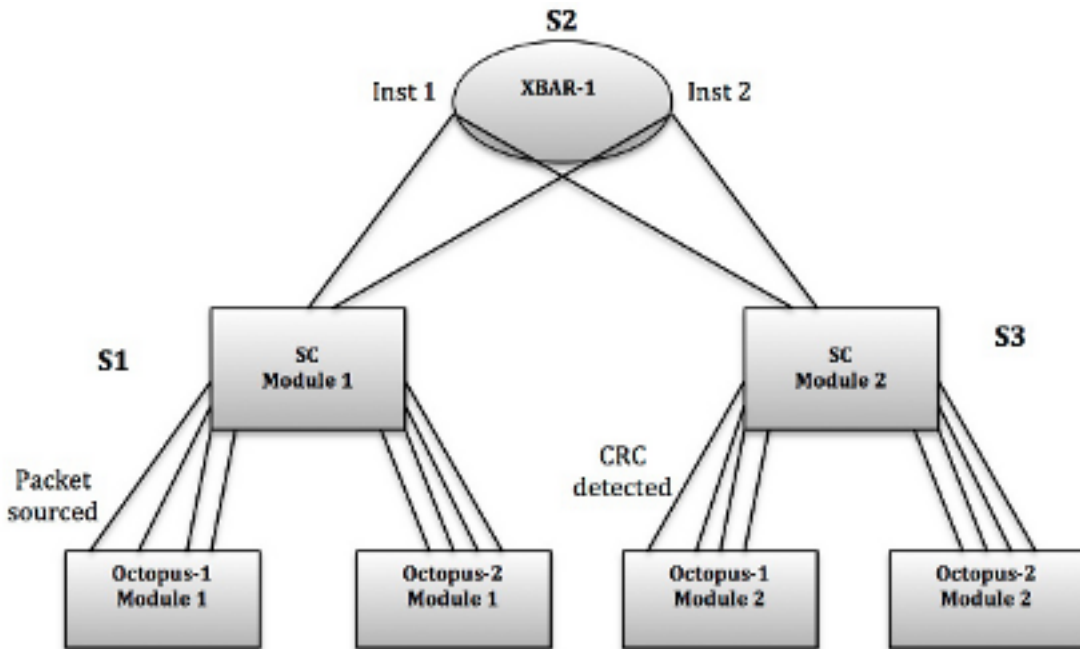 S2
Inst 1
XBAR-1
Inst 2
S1
SC
Module 1
SC
Module 2
S3
Packet
sourced
CRC
detected
Octopus-1
Module 1
Octopus-2
Module 1
Octopus-1
Module 2
Octopus-2
Module 2